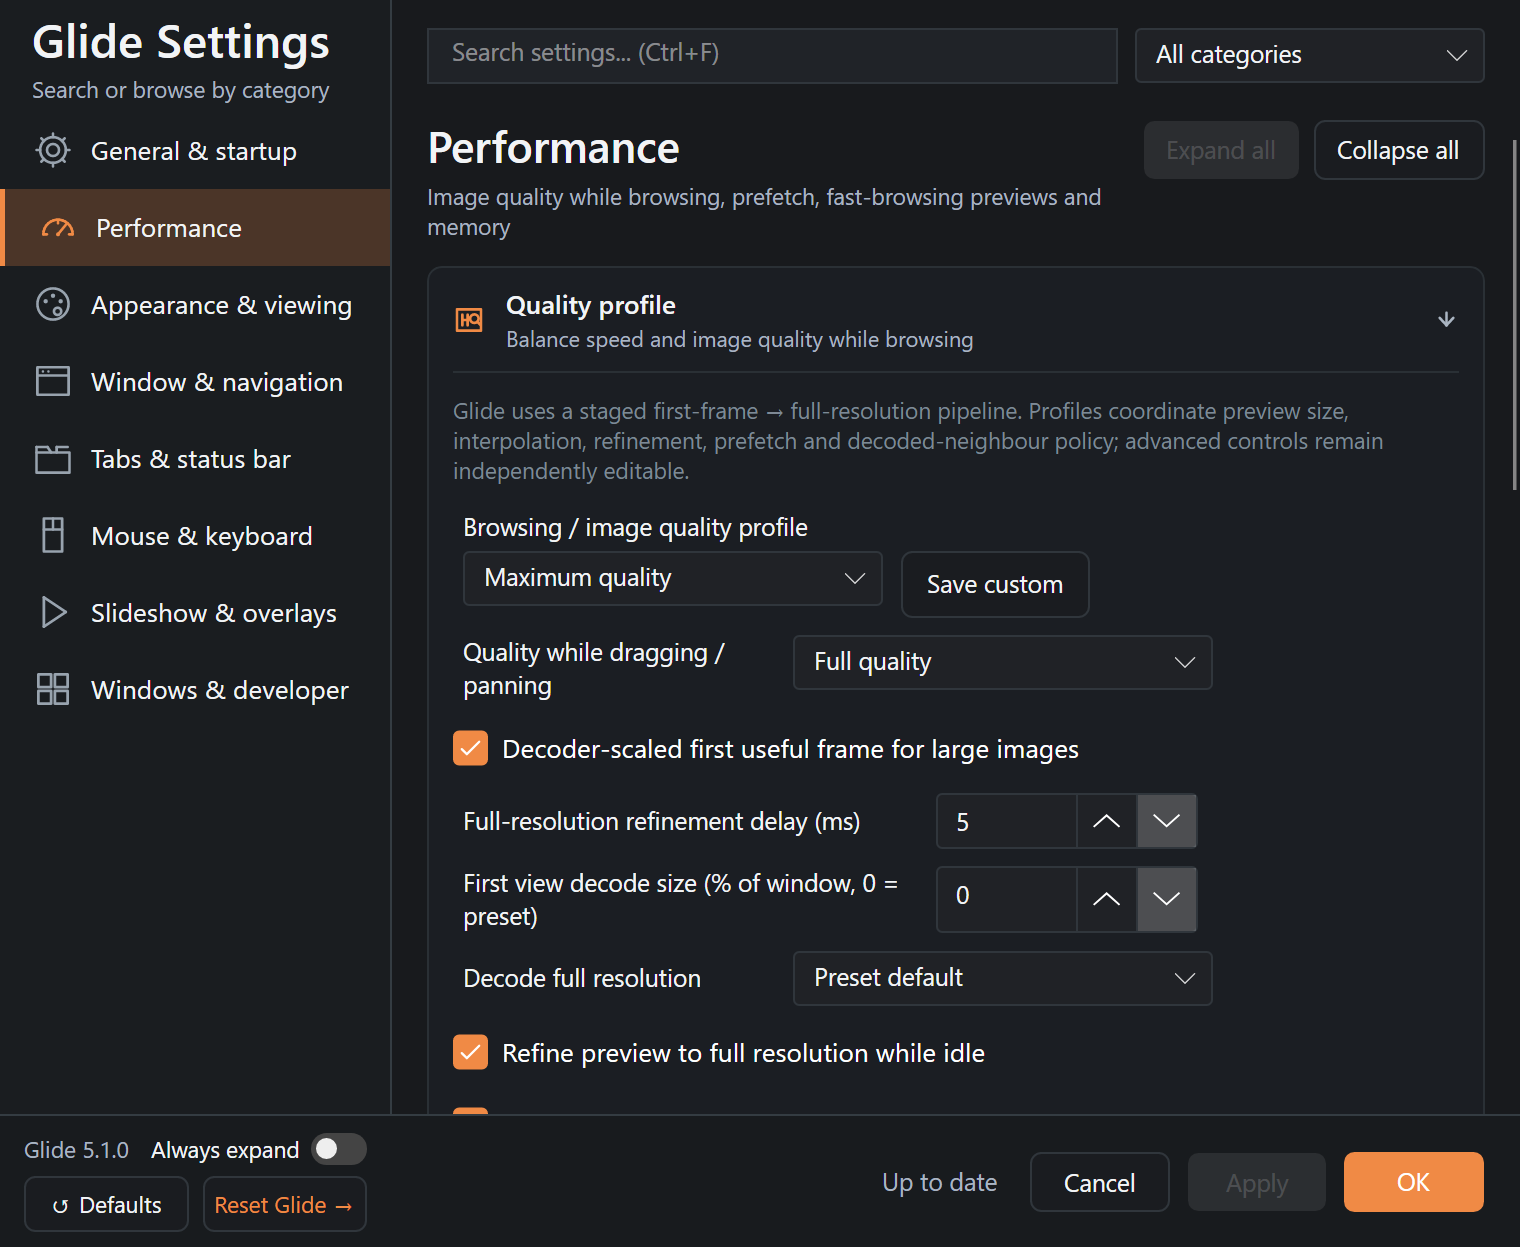 Glide Settings
Search or browse by category
General & startup
Performance
Appearance & viewing
Window & navigation
Tabs & status bar
Mouse & keyboard
Slideshow & overlays
Windows & developer
Search settings... (Ctrl+F)
All categories
Performance
Expand all
Collapse all
Image quality while browsing, prefetch, fast-browsing previews and
memory
HQ
Quality profile
Balance speed and image quality while browsing
Glide uses a staged first-frame → full-resolution pipeline. Profiles coordinate preview size,
interpolation, refinement, prefetch and decoded-neighbour policy; advanced controls remain
independently editable.
Browsing / image quality profile
Maximum quality
Save custom
Quality while dragging /
panning
Full quality
Decoder-scaled first useful frame for large images
Full-resolution refinement delay (ms)
5
First view decode size (% of window, 0 =
preset)
0
Decode full resolution
Preset default
Refine preview to full resolution while idle
Glide 5.1.0
Always expand
↺ Defaults
Reset Glide →
Up to date
Cancel
Apply
OK